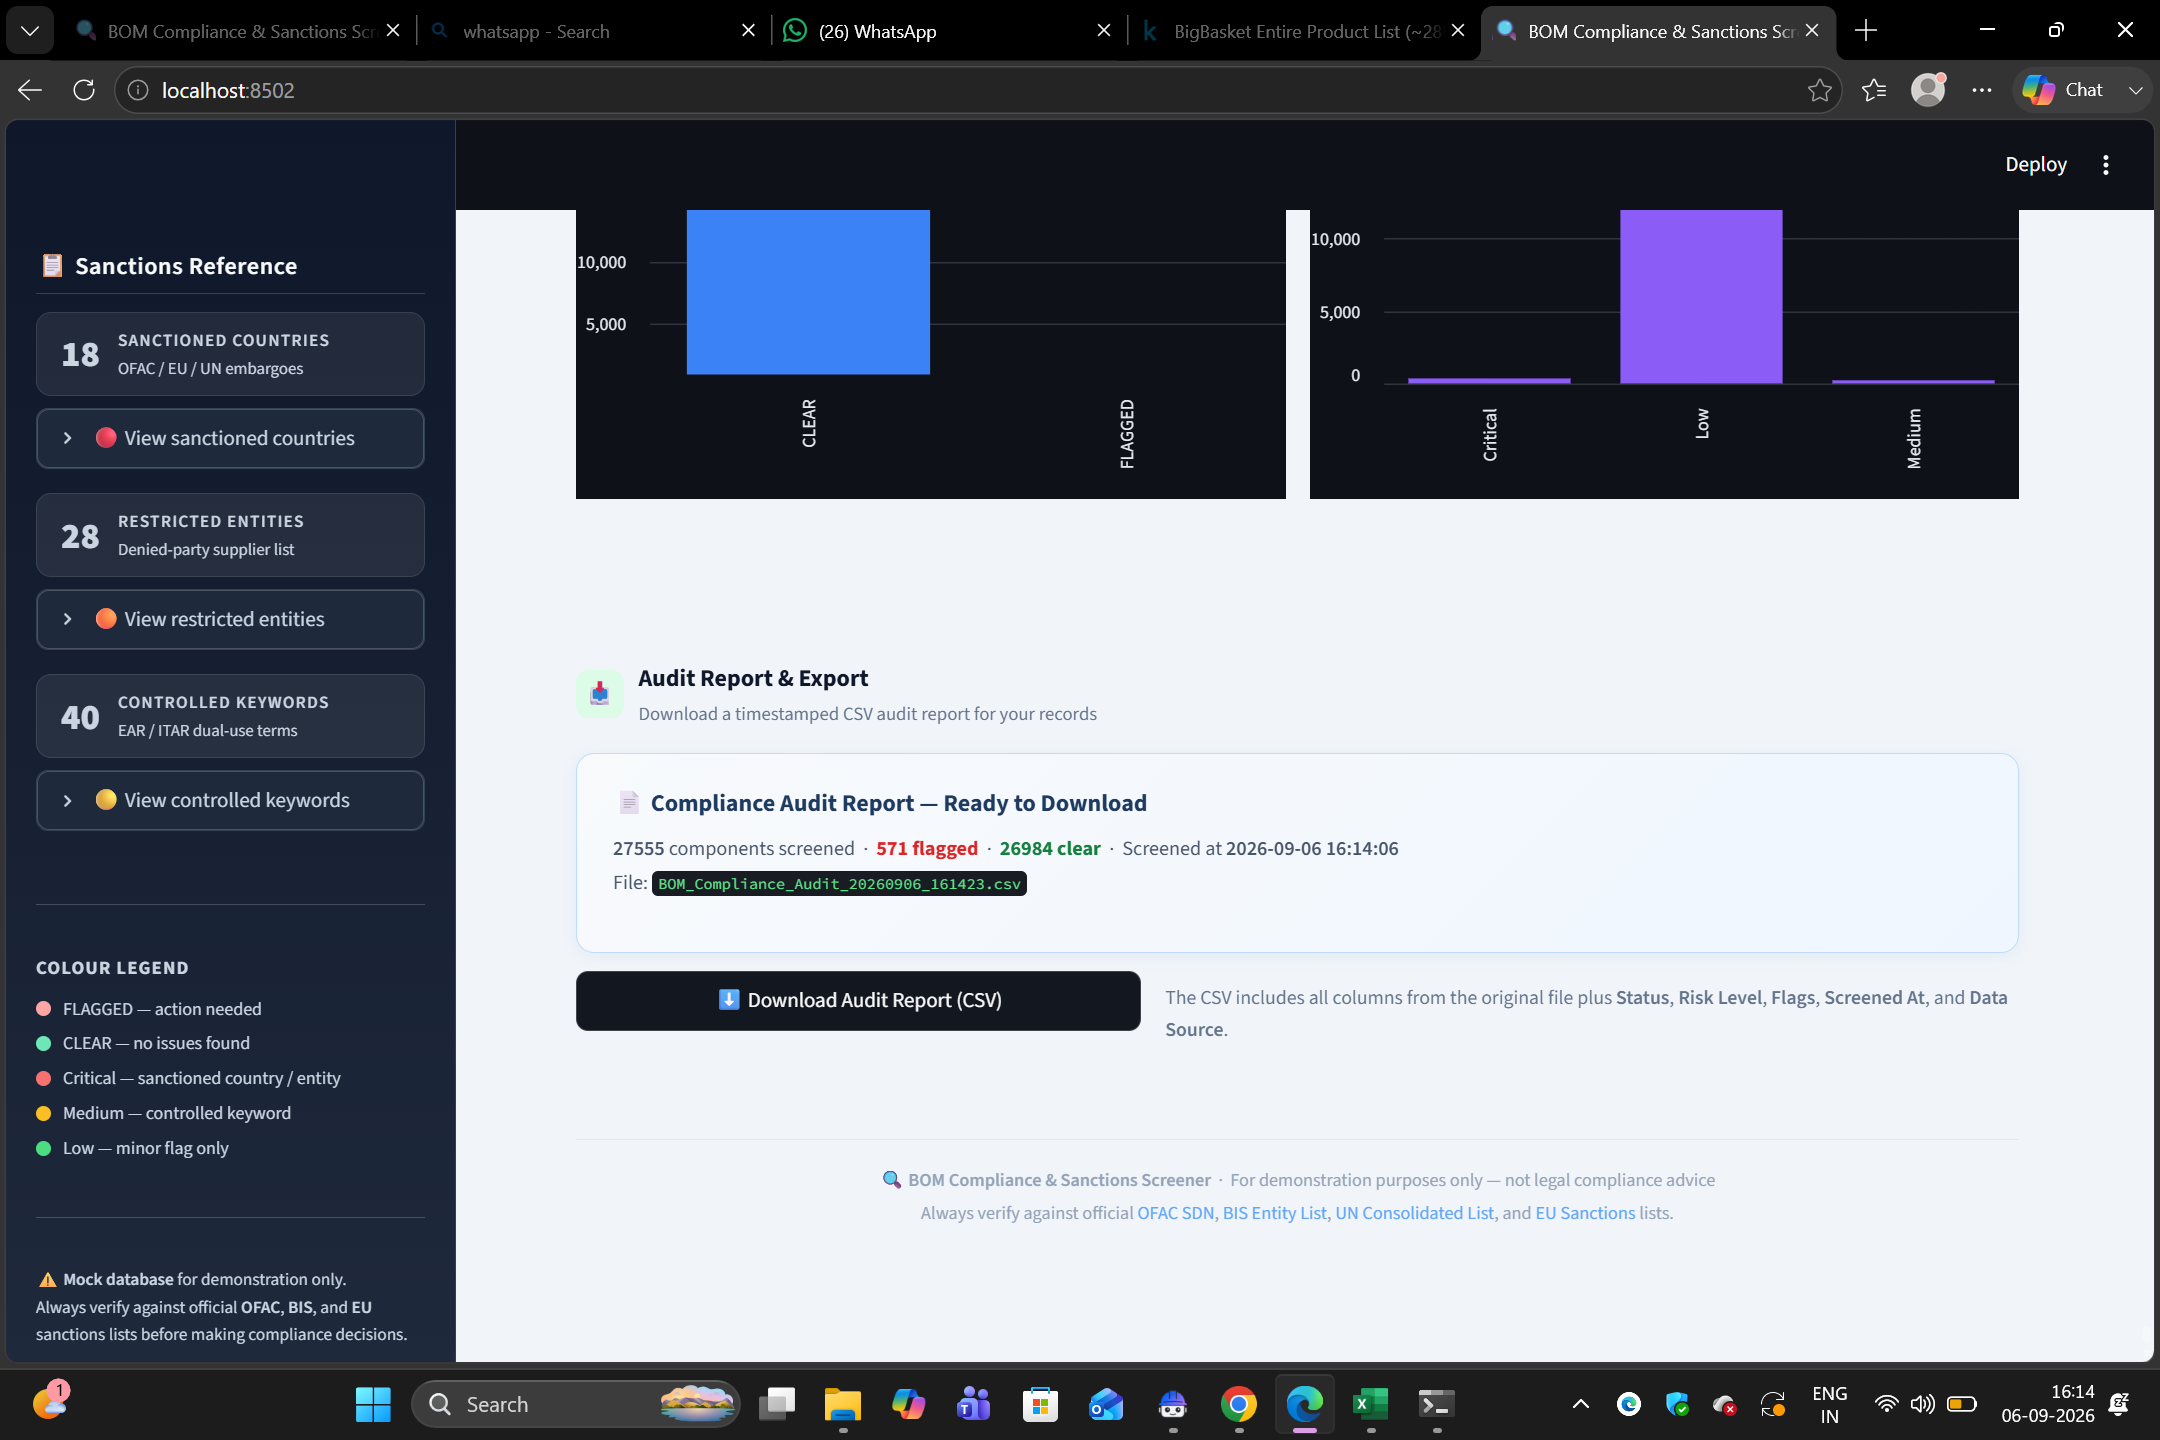 BOM Compliance & Sanctions Scr
whatsapp - Search
(26) WhatsApp
BigBasket Entire Product List (~28
BOM Compliance & Sanctions Scr
localhost:8502
Chat
Deploy
Sanctions Reference
18
SANCTIONED COUNTRIES
OFAC / EU / UN embargoes
View sanctioned countries
28
RESTRICTED ENTITIES
Denied-party supplier list
View restricted entities
40
CONTROLLED KEYWORDS
EAR / ITAR dual-use terms
View controlled keywords
COLOUR LEGEND
FLAGGED — action needed
CLEAR — no issues found
Critical — sanctioned country / entity
Medium — controlled keyword
Low — minor flag only
Mock database for demonstration only.
Always verify against official OFAC, BIS, and EU
sanctions lists before making compliance decisions.
10,000
5,000
CLEAR
FLAGGED
10,000
5,000
0
Critical
Low
Medium
Audit Report & Export
Download a timestamped CSV audit report for your records
Compliance Audit Report — Ready to Download
27555 components screened · 571 flagged · 26984 clear · Screened at 2026-09-06 16:14:06
File: BOM_Compliance_Audit_20260906_161423.csv
Download Audit Report (CSV)
The CSV includes all columns from the original file plus Status, Risk Level, Flags, Screened At, and Data
Source.
BOM Compliance & Sanctions Screener · For demonstration purposes only — not legal compliance advice
Always verify against official OFAC SDN, BIS Entity List, UN Consolidated List, and EU Sanctions lists.
1
Search
ENG
IN
16:14
06-09-2026